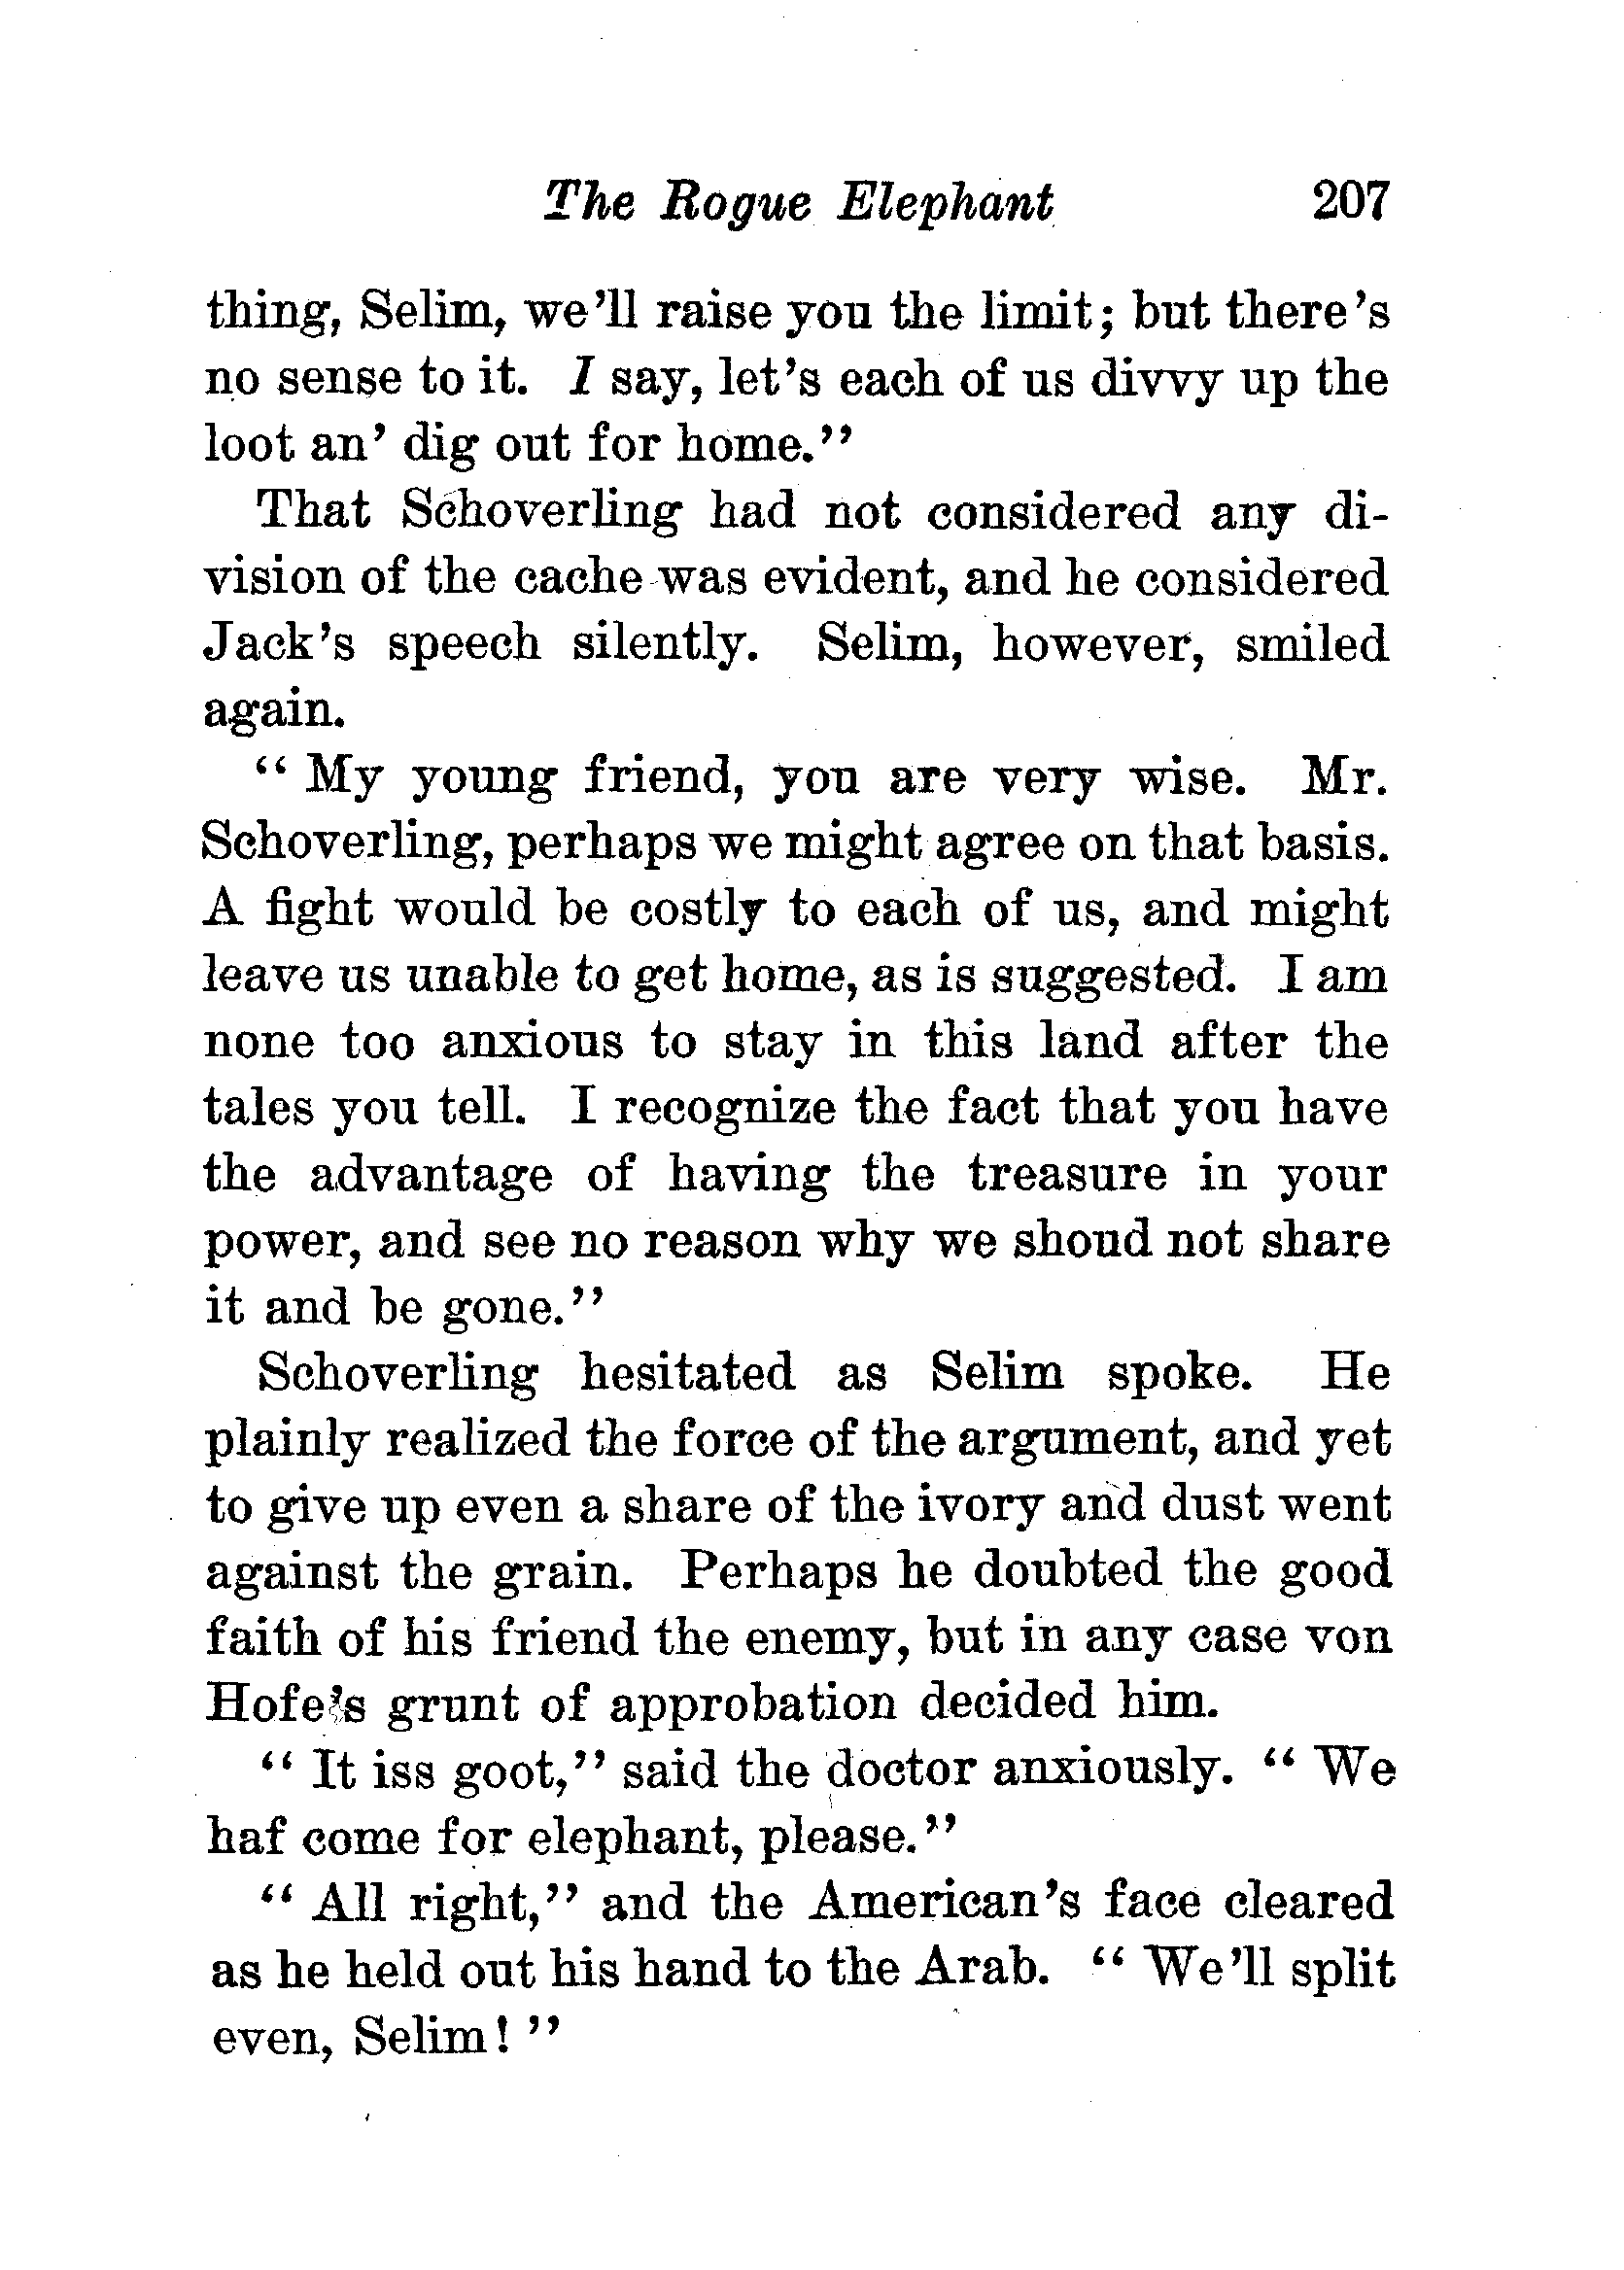 The Rogue Elephant 207
thing, Selim, we'll raise you the limit; but there's
no sense to it. I say, let's each of us divvy up the
loot an' dig out for home."
That Schoverling had not considered any di-
vision of the cache was evident, and he considered
Jack's speech silently. Selim, however, smiled
again.
"My young friend, you are very wise. Mr.
Schoverling, perhaps we might agree on that basis.
A fight would be costly to each of us, and might
leave us unable to get home, as is suggested. I am
none too anxious to stay in this land after the
tales you tell. I recognize the fact that you have
the advantage of having the treasure in your
power, and see no reason why we shoud not share
it and be gone."
Schoverling hesitated as Selim spoke. He
plainly realized the force of the argument, and yet
to give up even a share of the ivory and dust went
against the grain. Perhaps he doubted the good
faith of his friend the enemy, but in any case von
Hofe's grunt of approbation decided him.
"It iss goot," said the doctor anxiously. "We
haf come for elephant, please."
"All right," and the American's face cleared
as he held out his hand to the Arab. "We'll split
even, Selim!"